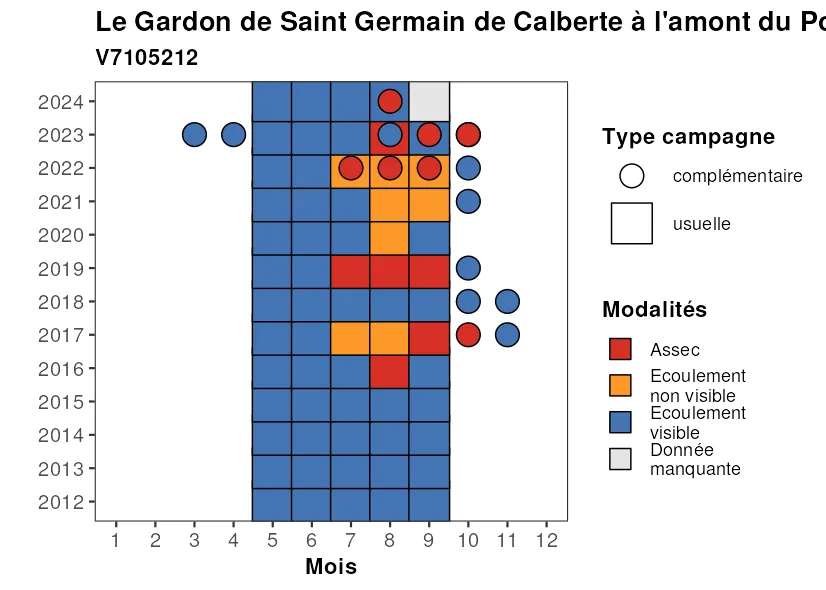 Le Gardon de Saint Germain de Calberte à l'amont du
V7105212
2024
2023
2022
2021
2020
2019
2018
2017
2016
2015
2014
2013
2012
1 2 3 4 5 6 7 8 9 10 11 12
Mois
Type campagne
complémentaire
usuelle
Modalités
Assec
Ecoulement
non visible
Ecoulement
visible
Donnée
manquante